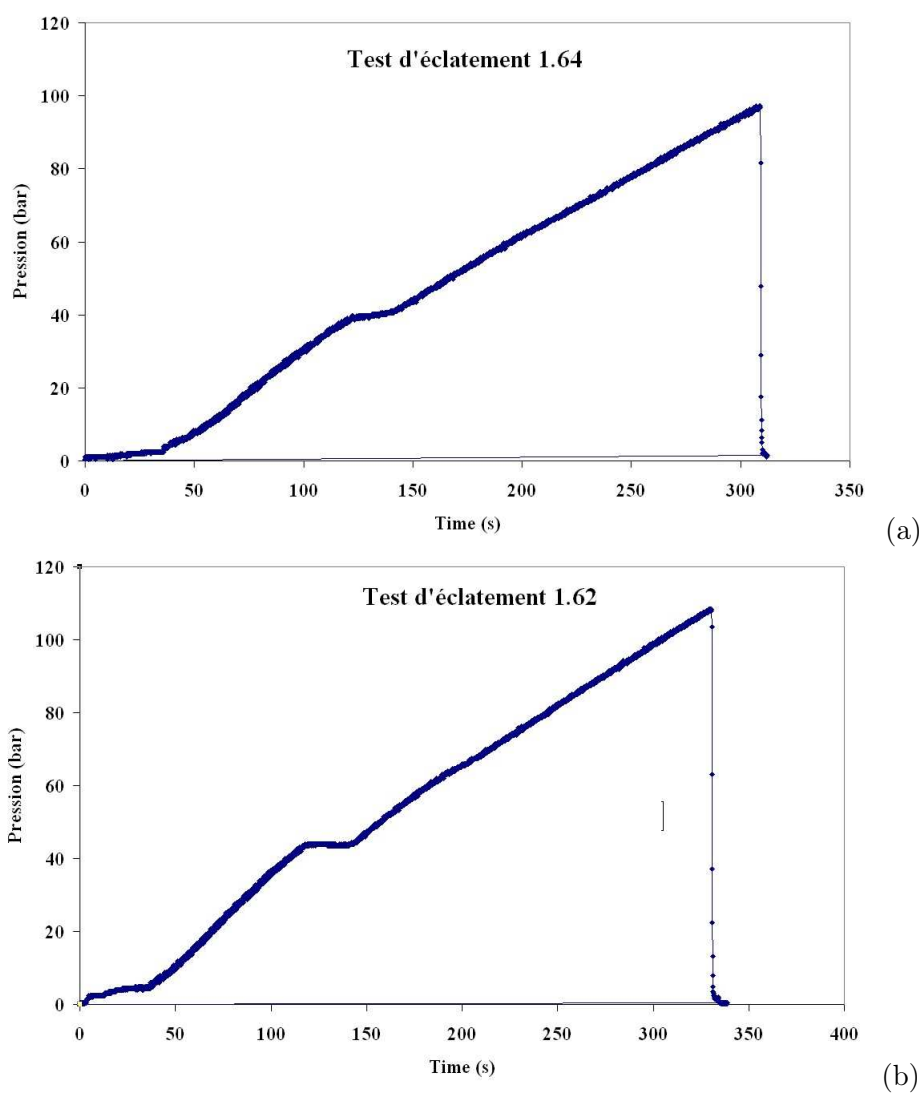 Test d'éclatement 1.64
Pression (bar)
120
100
80
60
40
20
0
0 50 100 150 200 250 300 350
Time (s)
(a)
Test d'éclatement 1.62
Pression (bar)
120
100
80
60
40
20
0
0 50 100 150 200 250 300 350 400
Time (s)
(b)